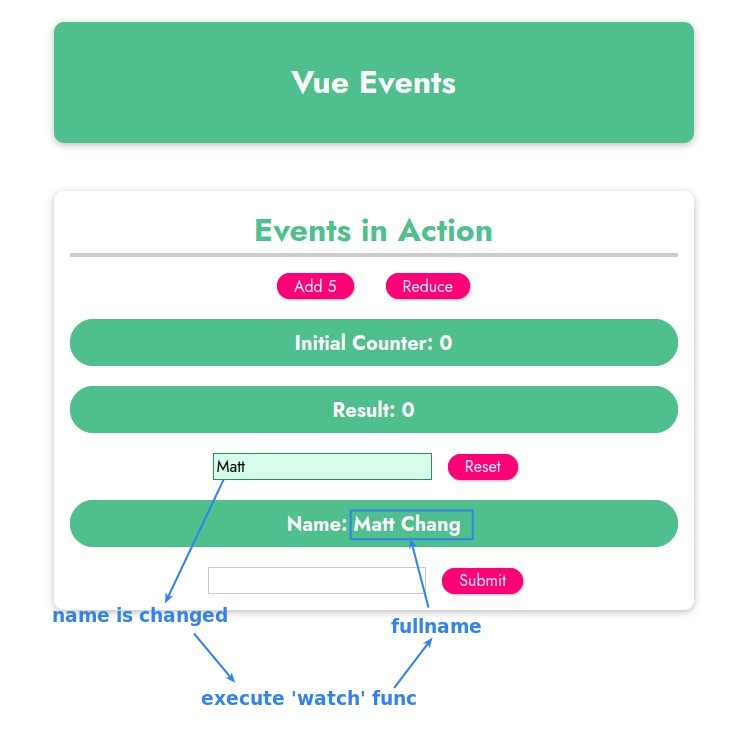 Vue Events
Events in Action
Add 5 Reduce
Initial Counter: 0
Result: 0
Matt Reset
Name: Matt Chang
Submit
name is changed
fullname
execute 'watch' func